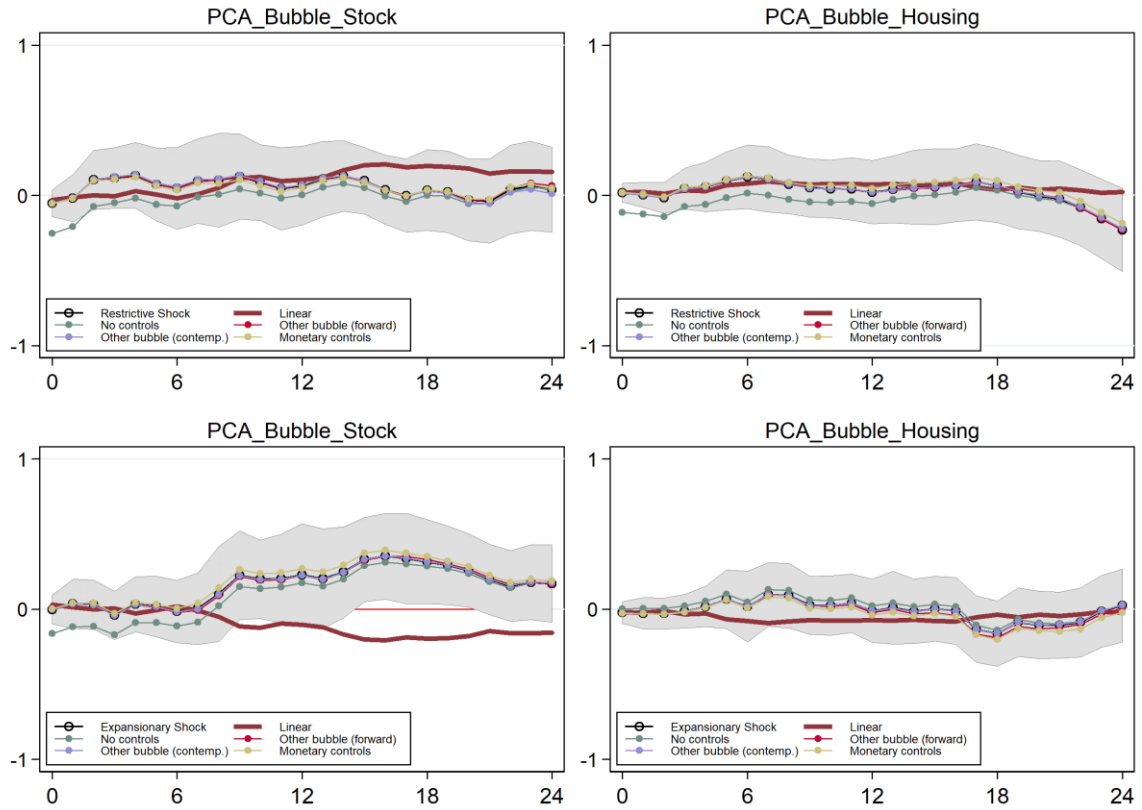 PCA_Bubble_Stock
1
0
-1
Restrictive Shock Linear
No controls Other bubble (forward)
Other bubble (contemp.) Monetary controls
0 6 12 18 24
PCA_Bubble_Housing
1
0
-1
Restrictive Shock Linear
No controls Other bubble (forward)
Other bubble (contemp.) Monetary controls
0 6 12 18 24
PCA_Bubble_Stock
1
0
-1
Expansionary Shock Linear
No controls Other bubble (forward)
Other bubble (contemp.) Monetary controls
0 6 12 18 24
PCA_Bubble_Housing
1
0
-1
Expansionary Shock Linear
No controls Other bubble (forward)
Other bubble (contemp.) Monetary controls
0 6 12 18 24